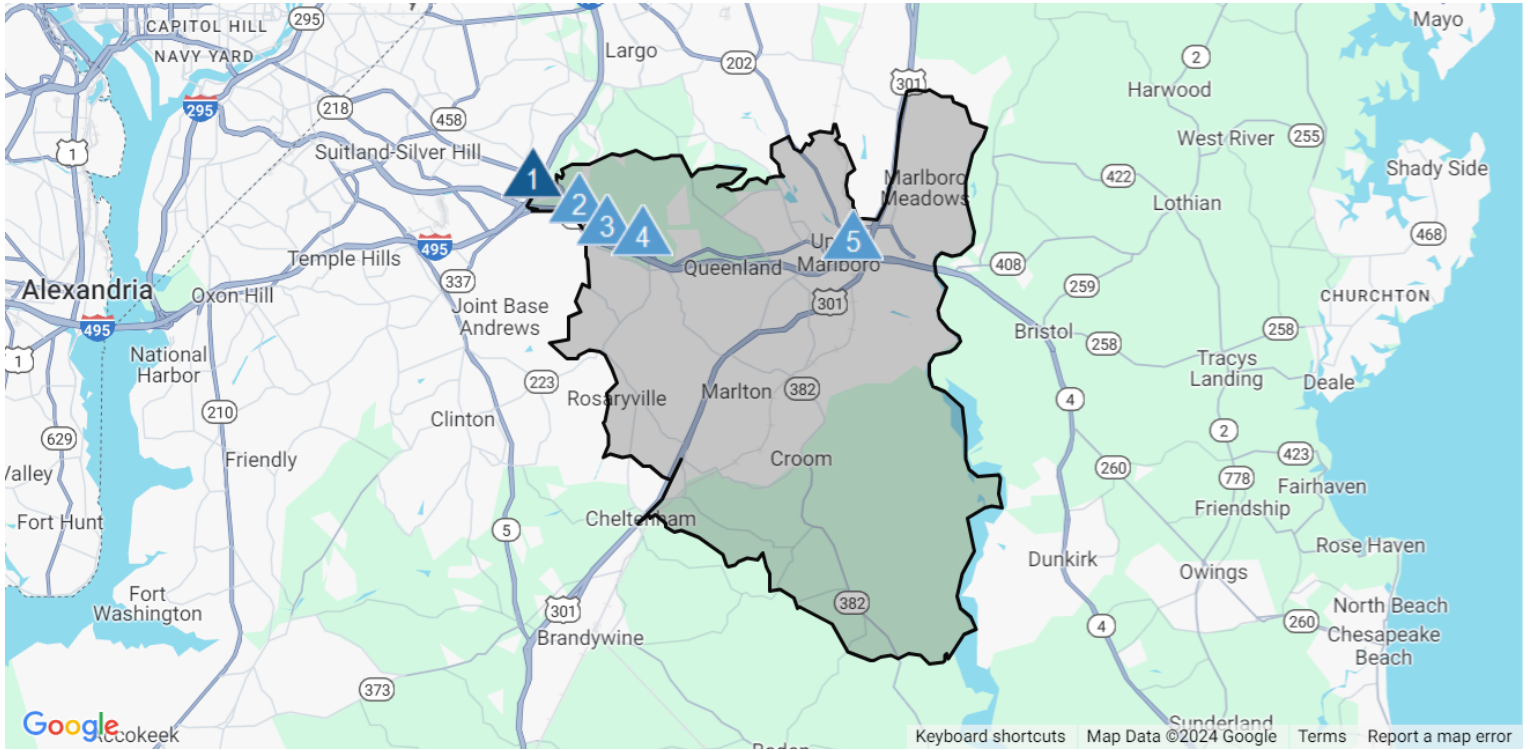 Mayo
CAPITOL HILL
295
NAVY YARD
Largo
202
2
301
Harwood
295
218
458
West River
255
1
Suitland-Silver Hill
Shady Side
1
Marlboro
Meadows
422
2
Lothian
3
4
5
468
495
Temple Hills
Queenland
Marlboro
408
337
259
Alexandria
Oxon Hill
Joint Base
Andrews
301
CHURCHTON
495
Bristol
258
258
1
National
Harbor
Tracys
Landing
Deale
223
Rosaryville
Marlton
382
210
Clinton
4
629
2
Friendly
Croom
423
260
778
Fairhaven
Friendship
Fort Hunt
Cheltenham
5
Rose Haven
Dunkirk
Owings
Fort
Washington
301
382
North Beach
260
Chesapeake
Beach
Brandywine
4
373
Google
Sunderland
Keyboard shortcuts
Map Data ©2024 Google
Terms
Report a map error